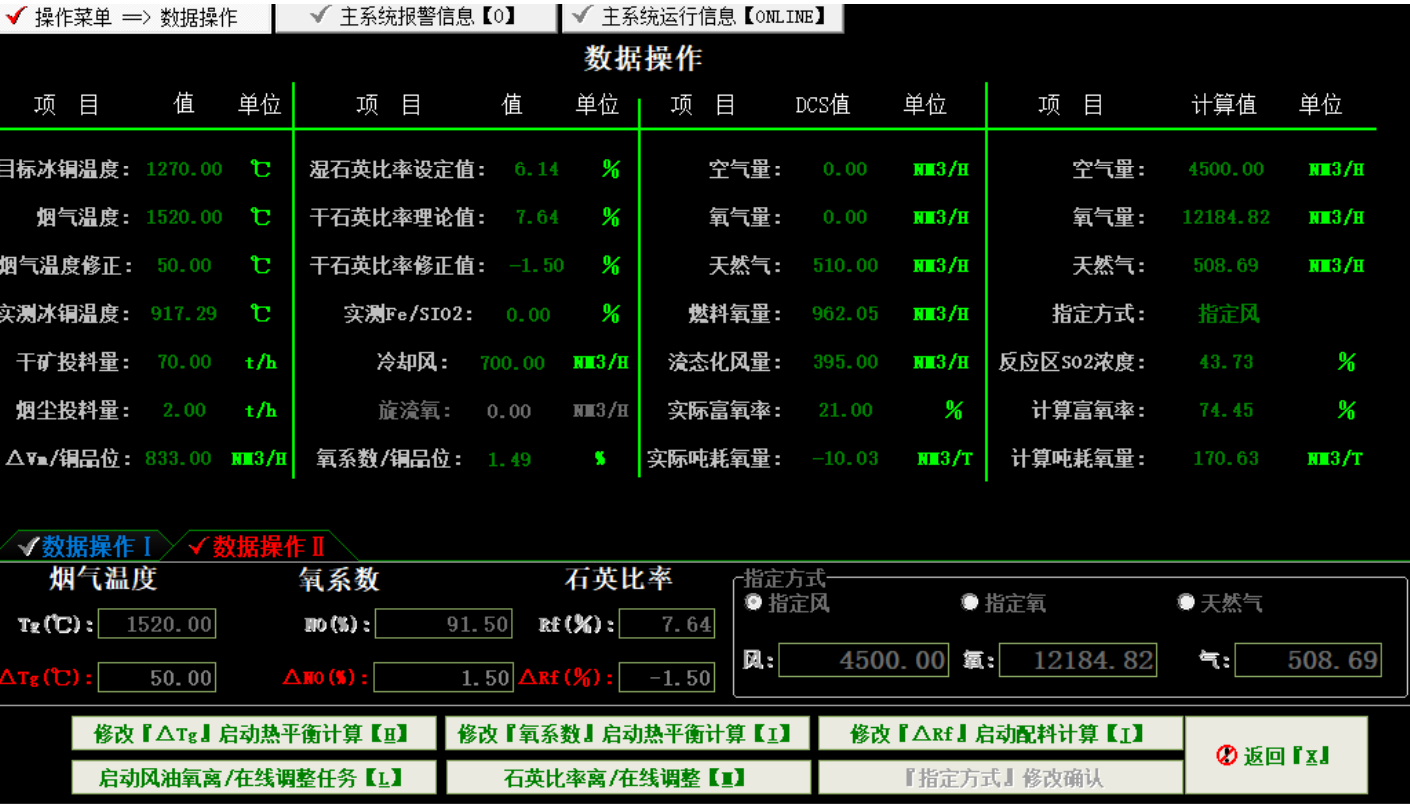 操作菜单 => 数据操作 主系统报警信息【0】 主系统运行信息【ONLINE】
数据操作
项 目 值 单位 项 目 值 单位 项 目 DCS值 单位 项 目 计算值 单位
目标冰铜温度: 1270.00 ℃ 湿石英比率设定值: 6.14 % 空气量: 0.00 NM3/H 空气量: 4500.00 NM3/H
烟气温度: 1520.00 ℃ 干石英比率理论值: 7.64 % 氧气量: 0.00 NM3/H 氧气量: 12184.82 NM3/H
烟气温度修正: 50.00 ℃ 干石英比率修正值: -1.50 % 天然气: 510.00 NM3/H 天然气: 508.69 NM3/H
实测冰铜温度: 917.29 ℃ 实测Fe/SIO2: 0.00 % 燃料氧量: 962.05 NM3/H 指定方式: 指定风
干矿投料量: 70.00 t/h 冷却风: 700.00 NM3/H 流态化风量: 395.00 NM3/H 反应区SO2浓度: 43.73 %
烟尘投料量: 2.00 t/h 旋流氧: 0.00 NM3/H 实际富氧率: 21.00 % 计算富氧率: 74.45 %
△Vm/铜品位: 833.00 NM3/H 氧系数/铜品位: 1.49 % 实际吨耗氧量: -10.03 NM3/T 计算吨耗氧量: 170.63 NM3/T
数据操作Ⅰ 数据操作Ⅱ
烟气温度 氧系数 石英比率 指定方式
指定风 指定氧 天然气
Tg(℃): 1520.00 NO(%): 91.50 Rf(%): 7.64
风: 4500.00 氧: 12184.82 气: 508.69
△Tg(℃): 50.00 △NO(%): 1.50 △Rf(%): -1.50
修改『△Tg』启动热平衡计算【H】 修改『氧系数』启动热平衡计算【I】 修改『△Rf』启动配料计算【I】
返回『X』
启动风油氧离/在线调整任务【L】 石英比率离/在线调整【M】 『指定方式』修改确认